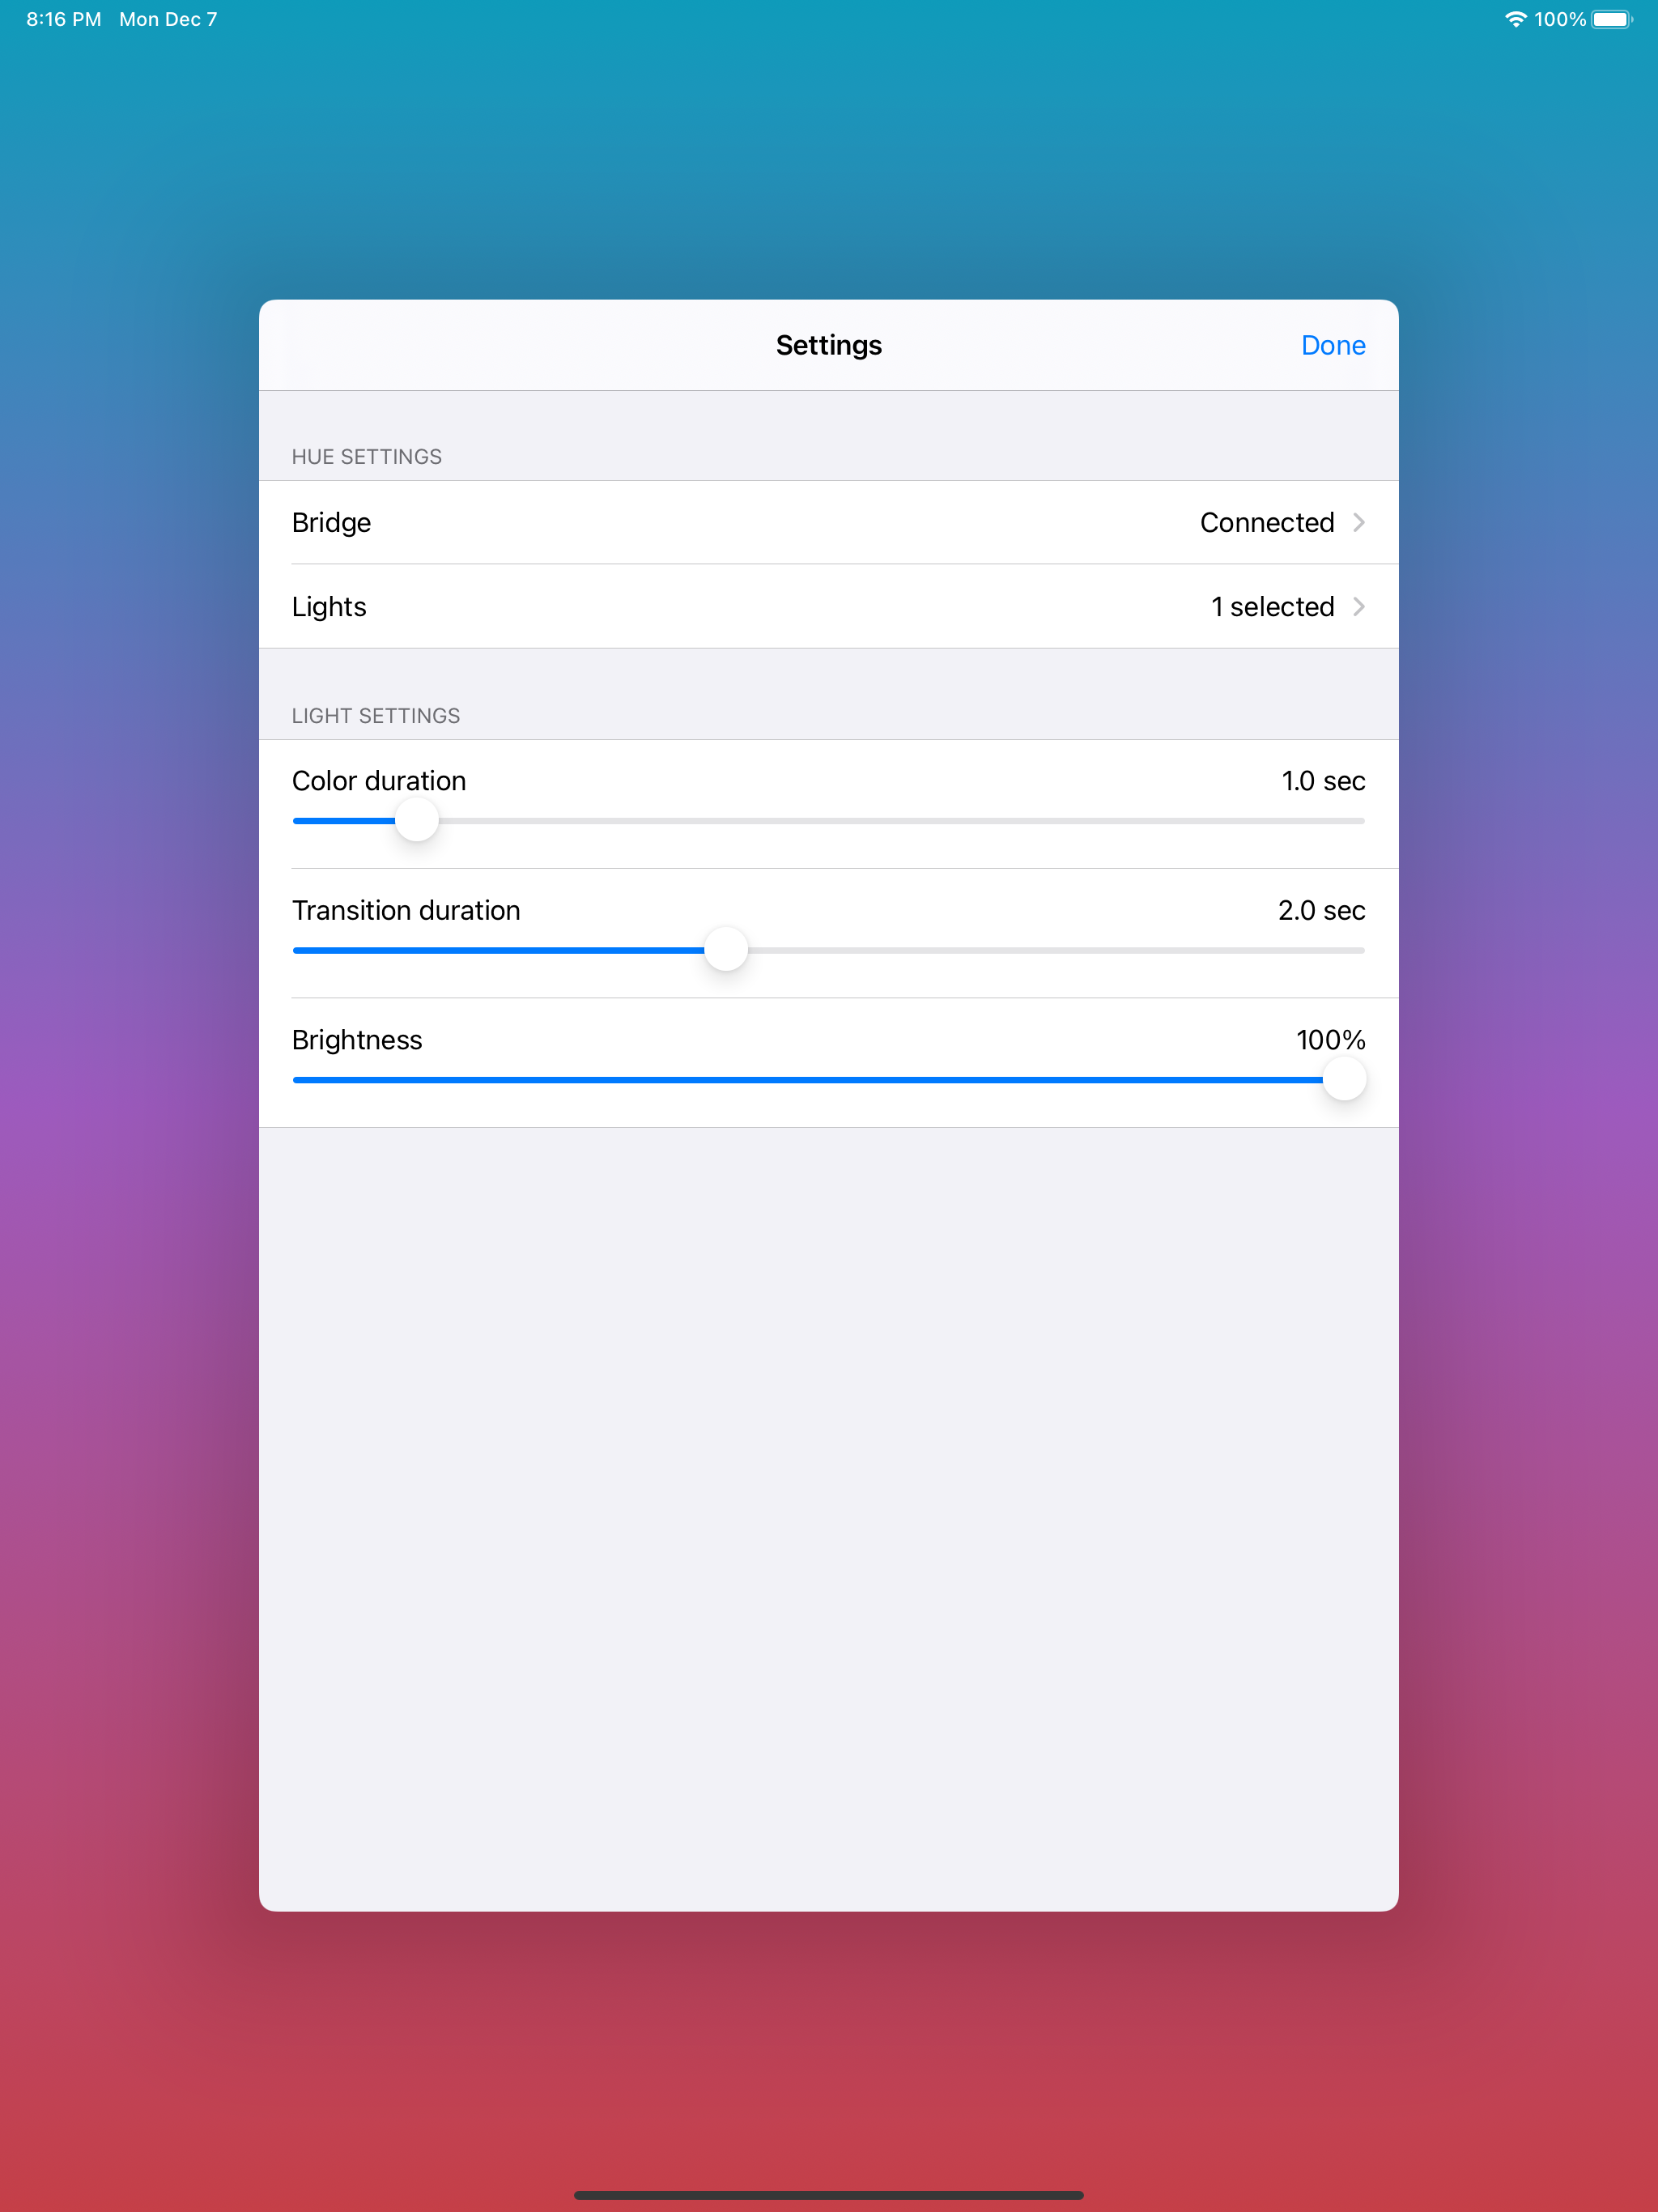 8:16 PM Mon Dec 7 100%
Settings Done
HUE SETTINGS
Bridge Connected
Lights 1 selected
LIGHT SETTINGS
Color duration 1.0 sec
Transition duration 2.0 sec
Brightness 100%